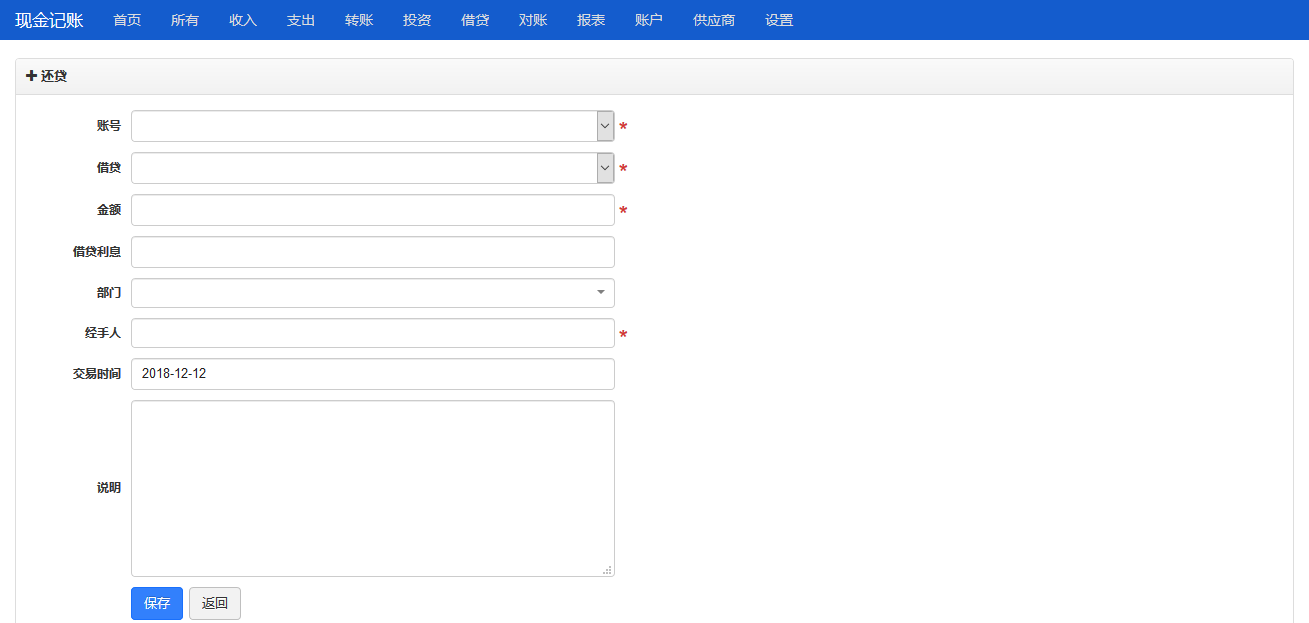 现金记账 首页 所有 收入 支出 转账 投资 借贷 对账 报表 账户 供应商 设置
还贷
账号 *
借贷 *
金额 *
借贷利息
部门
经手人 *
交易时间 2018-12-12
说明
保存 返回